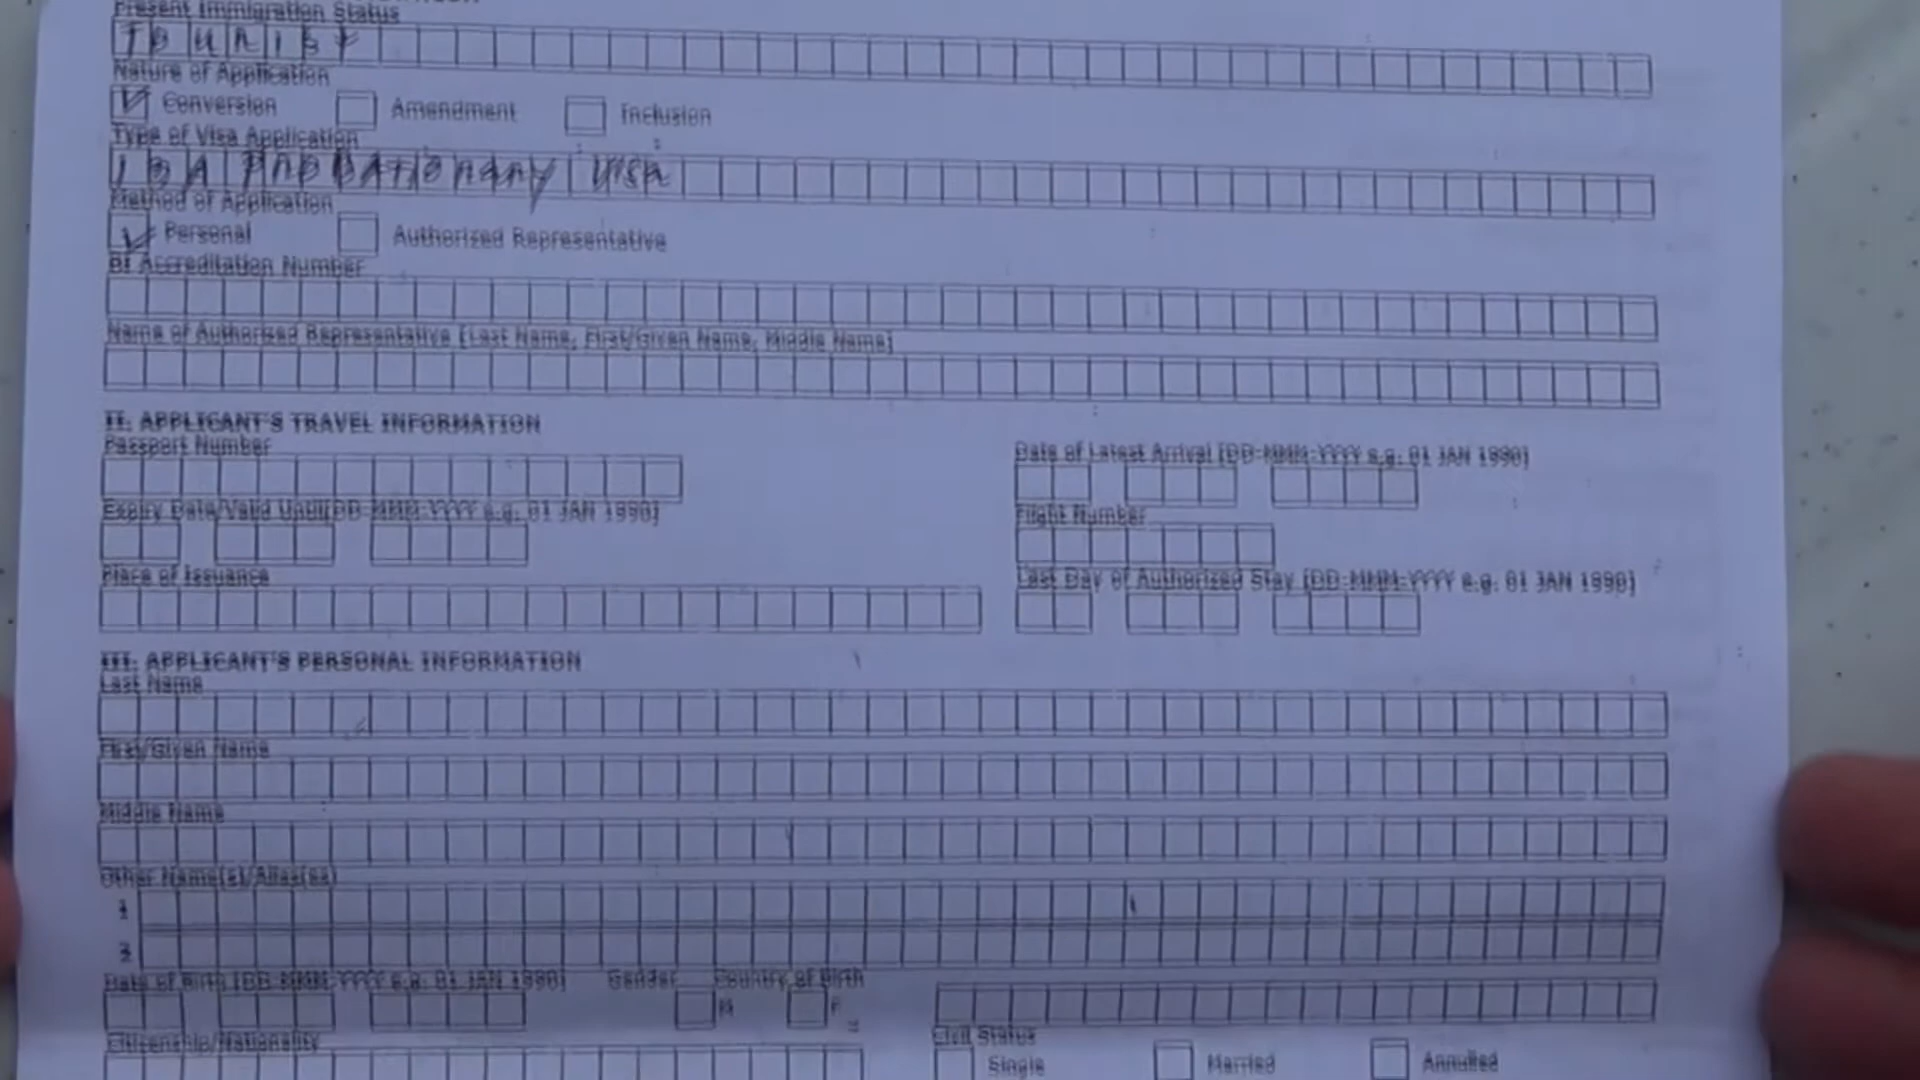 Present Immigration Status
Tourist
Nature of Application
Conversion Amendment Inclusion
Type of Visa Application
13A Probationary Visa
Method of Application
Personal Authorized Representative
BI Accreditation Number
Name of Authorized Representative [Last Name, First/Given Name, Middle Name]
II. APPLICANT'S TRAVEL INFORMATION
Passport Number Date of Latest Arrival [DD-MMM-YYYY e.g. 01 JAN 1990]
Expiry Date/Valid Until[DD-MMM-YYYY e.g. 01 JAN 1990] Flight Number
Place of Issuance Last Day of Authorized Stay [DD-MMM-YYYY e.g. 01 JAN 1990]
III. APPLICANT'S PERSONAL INFORMATION
Last Name
First/Given Name
Middle Name
Other Name(s)/Alias(es)
1
2
Date of Birth [DD-MMM-YYYY e.g. 01 JAN 1990] Gender Country of Birth
M F
Citizenship/Nationality Civil Status
Single Married Annulled